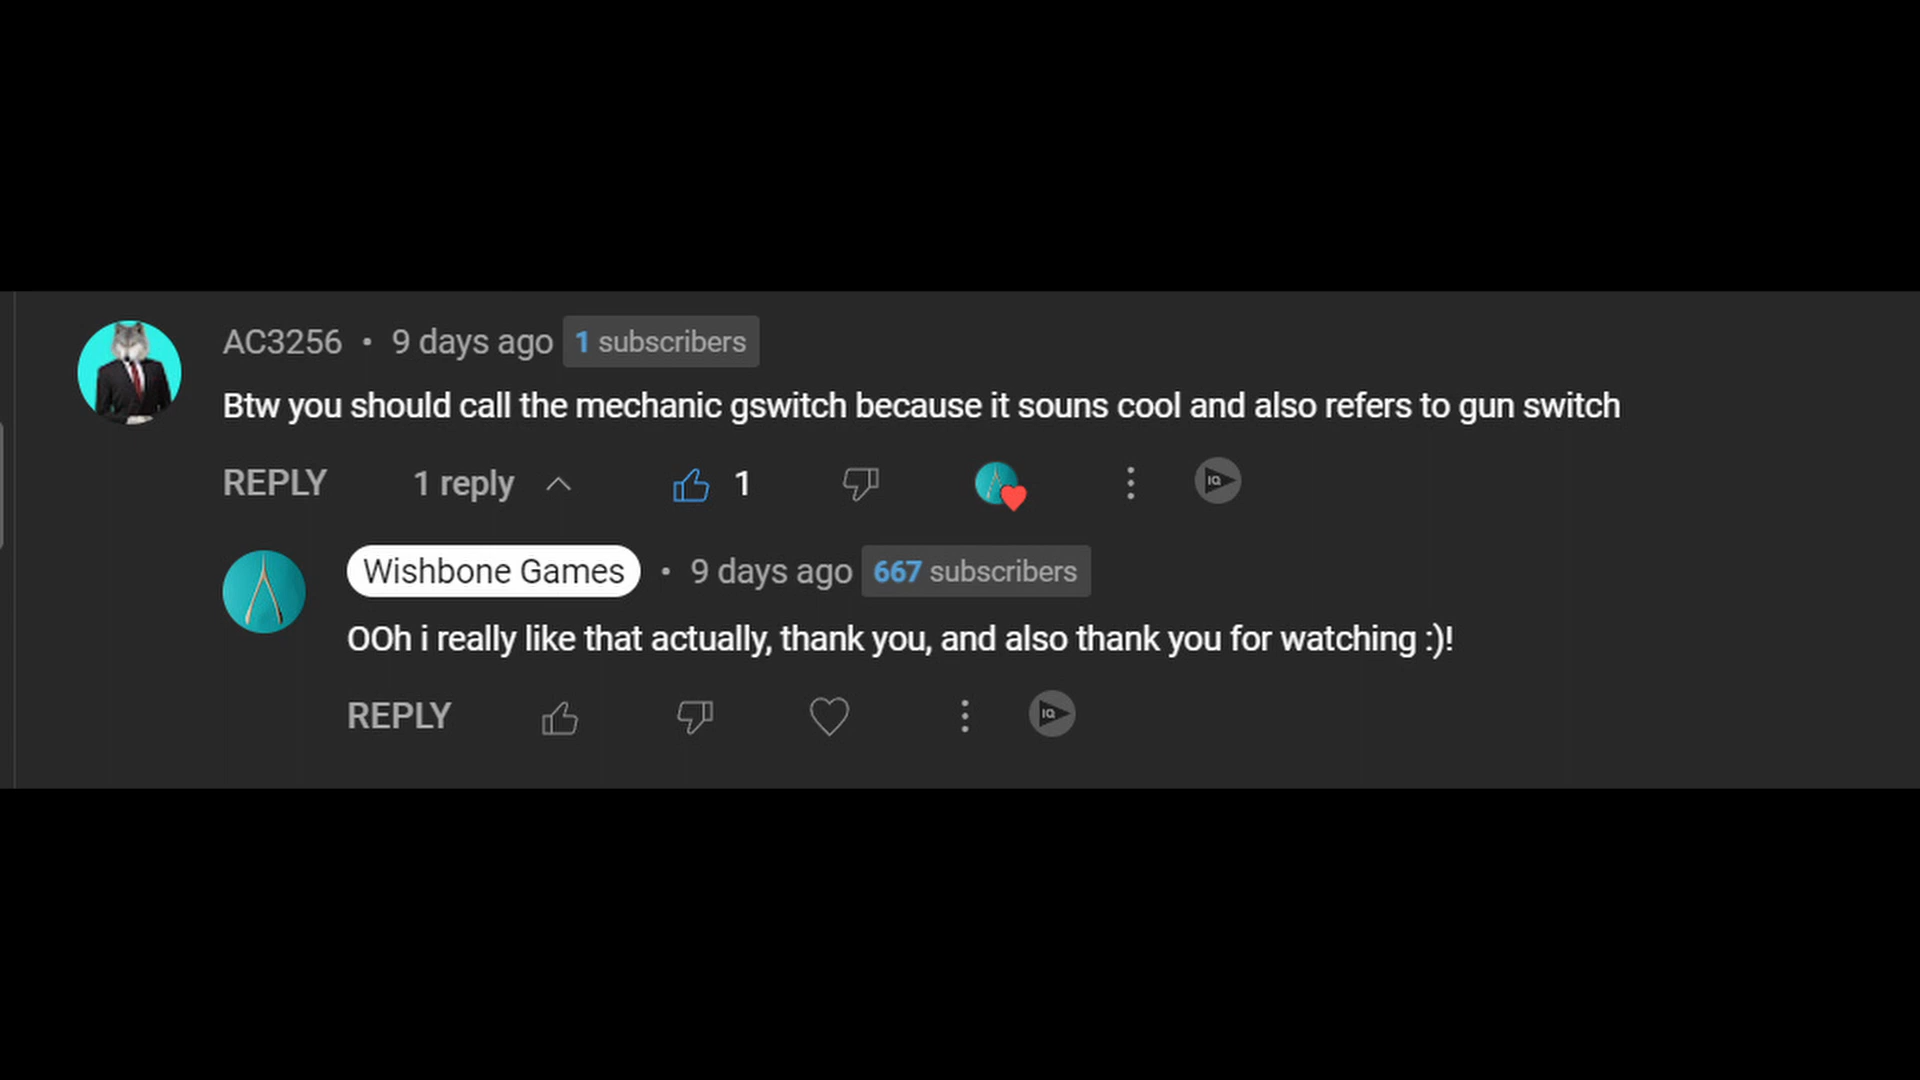 AC3256 • 9 days ago 1 subscribers
Btw you should call the mechanic gswitch because it souns cool and also refers to gun switch
REPLY 1 reply 1 IQ
Wishbone Games • 9 days ago 667 subscribers
OOh i really like that actually, thank you, and also thank you for watching :)!
REPLY IQ